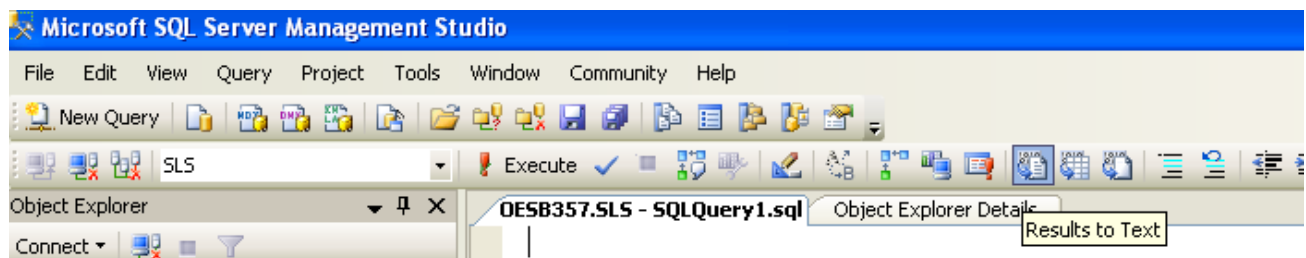 Microsoft SQL Server Management Studio
File Edit View Query Project Tools Window Community Help
New Query
SLS Execute
Object Explorer OESB357.SLS - SQLQuery1.sql Object Explorer Details
Results to Text
Connect